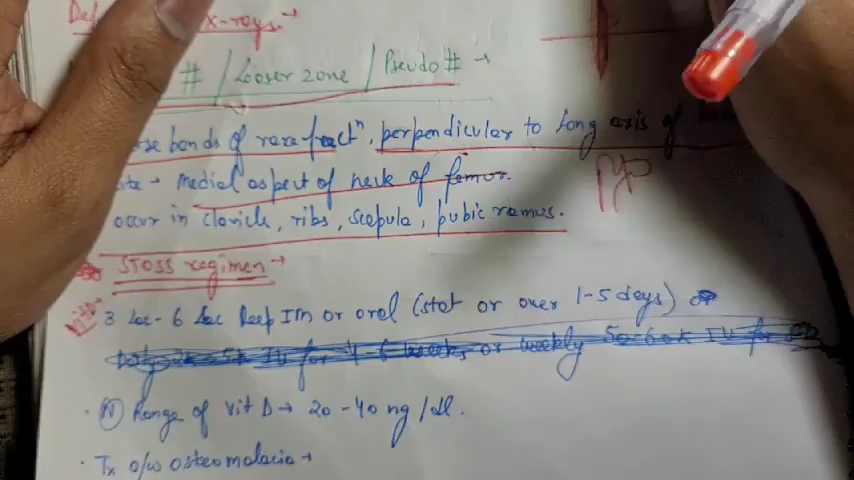 x-rays →
# / Looser zone / Pseudo # →
bands of rarefractⁿ, perpendicular to long axis of
→ medial aspect of neck of femur.
occur in clavicle, ribs, scapula, pubic ramus.
STOSS regimen →
3 Lac - 6 Lac Deep IM or oral (stat or over 1-5 days) or
· (N) Range of Vit D → 20-40 ng/dl.
· Tx o/w osteomalacia →